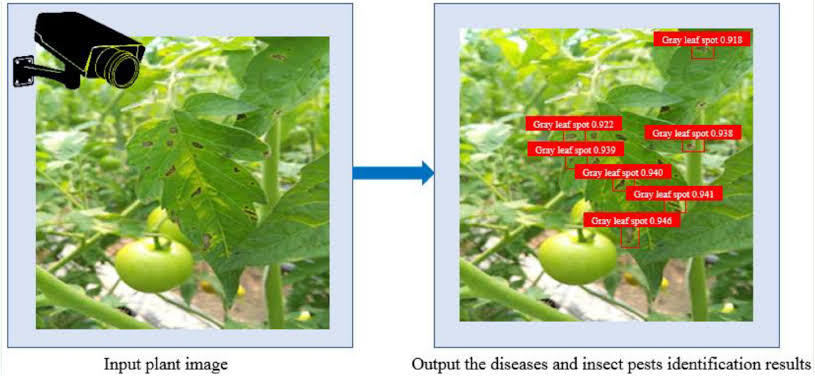 Gray leaf spot 0.918
Gray leaf spot 0.922
Gray leaf spot 0.938
Gray leaf spot 0.939
Gray leaf spot 0.940
Gray leaf spot 0.941
Gray leaf spot 0.946
Input plant image
Output the diseases and insect pests identification results